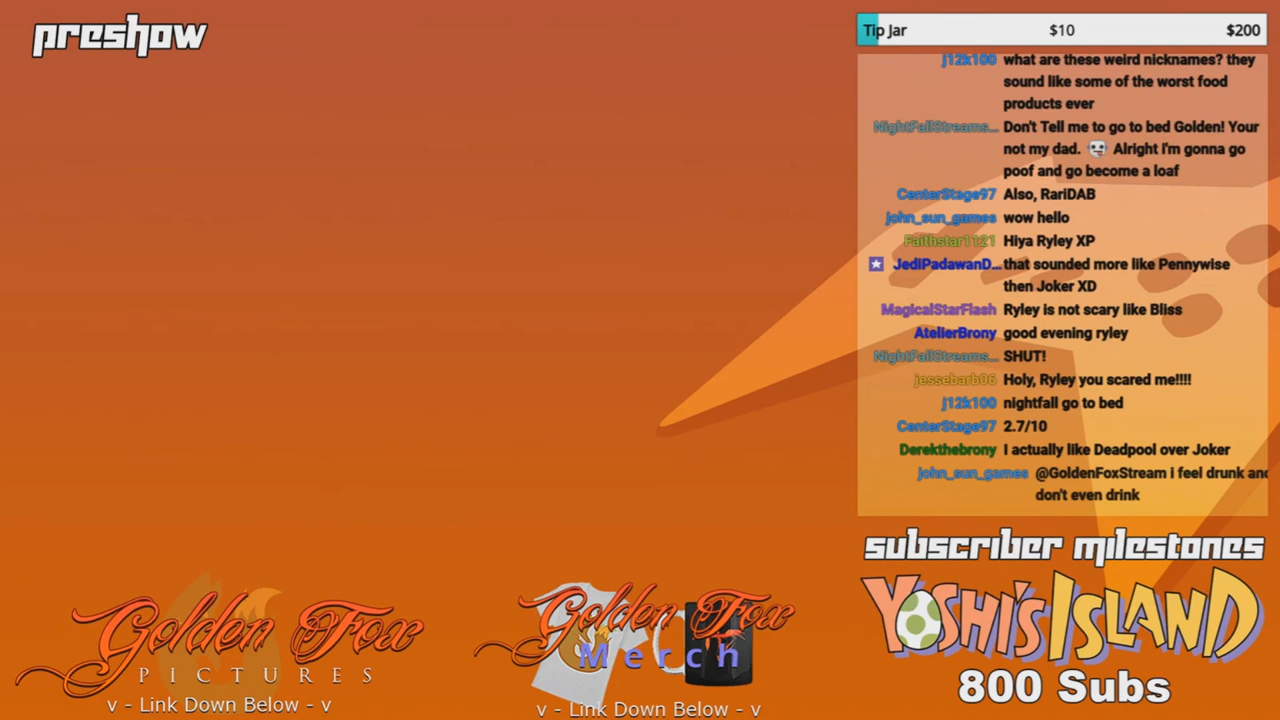 preshow
Tip Jar $10 $200
j12k100 what are these weird nicknames? they
sound like some of the worst food
products ever
NightFallStreams... Don't Tell me to go to bed Golden! Your
not my dad. Alright I'm gonna go
poof and go become a loaf
CenterStage97 Also, RariDAB
john_sun_games wow hello
Faithstar1121 Hiya Ryley XP
JediPadawanD... that sounded more like Pennywise
then Joker XD
MagicalStarFlash Ryley is not scary like Bliss
AtelierBrony good evening ryley
NightFallStreams... SHUT!
jessebarb06 Holy, Ryley you scared me!!!!
j12k100 nightfall go to bed
CenterStage97 2.7/10
Derekthebrony I actually like Deadpool over Joker
john_sun_games @GoldenFoxStream i feel drunk and
don't even drink
subscriber milestones
YOSHI'S ISLAND
800 Subs
Golden Fox
PICTURES
v - Link Down Below - v
Golden Fox
Merch
v - Link Down Below - v